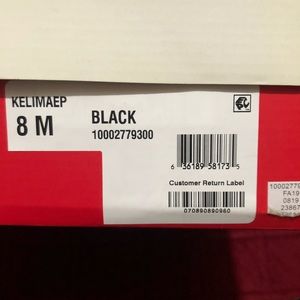 KELIMAEP
8 M
BLACK
10002779300
6 36189 58173 5
Customer Return Label
070890890960
10002779
FA19
0819
23867